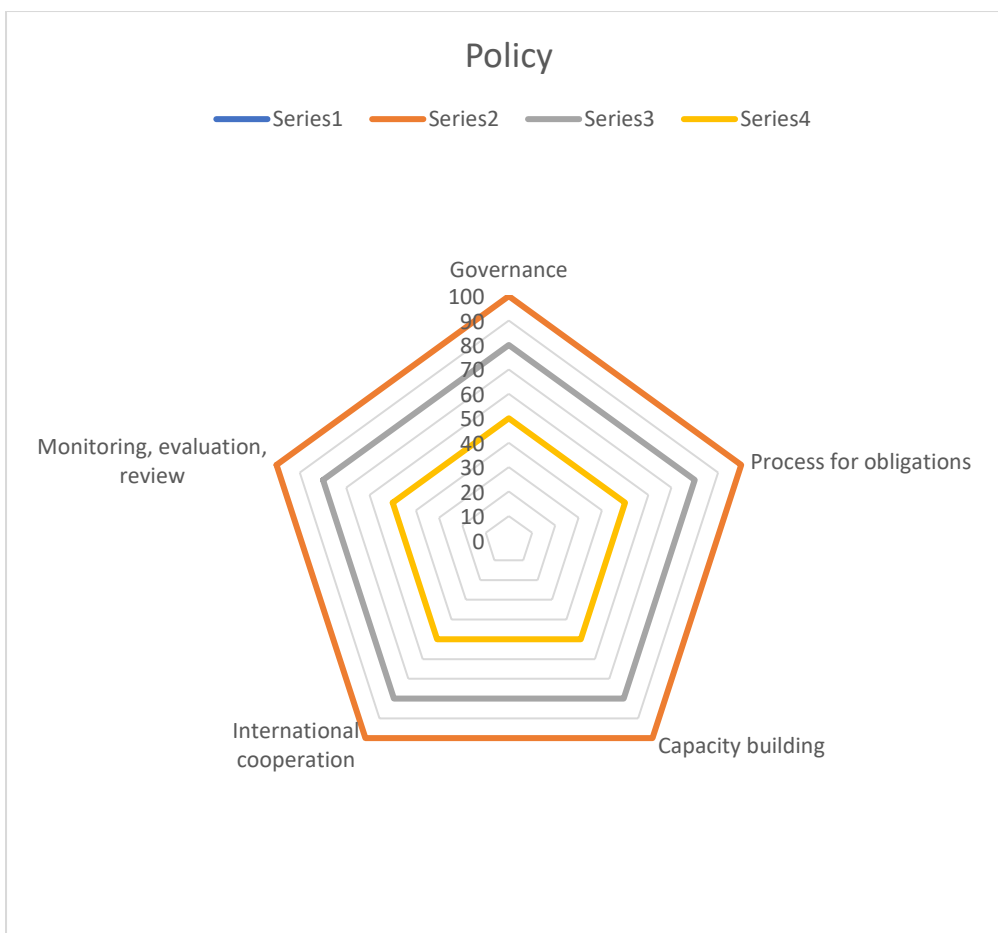 Policy
Series1 Series2 Series3 Series4
Governance
100
90
80
70
60
50
40
30
20
10
0
Monitoring, evaluation,
review
Process for obligations
International
cooperation
Capacity building